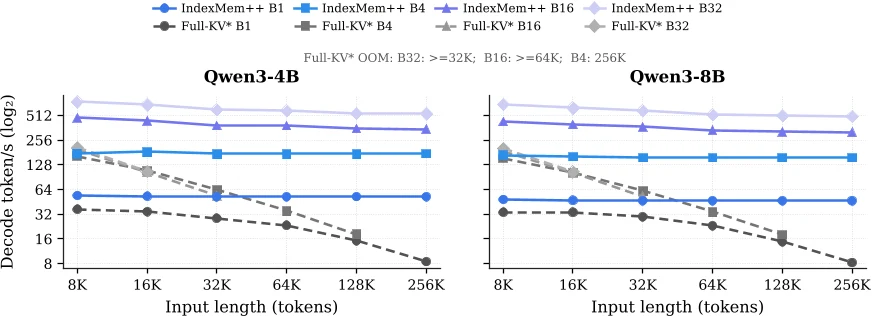 IndexMem++ B1 IndexMem++ B4 IndexMem++ B16 IndexMem++ B32
Full-KV* B1 Full-KV* B4 Full-KV* B16 Full-KV* B32
Full-KV* OOM: B32: >=32K; B16: >=64K; B4: 256K
Qwen3-4B Qwen3-8B
Decode token/s (log₂)
512
256
128
64
32
16
8
8K 16K 32K 64K 128K 256K 8K 16K 32K 64K 128K 256K
Input length (tokens) Input length (tokens)